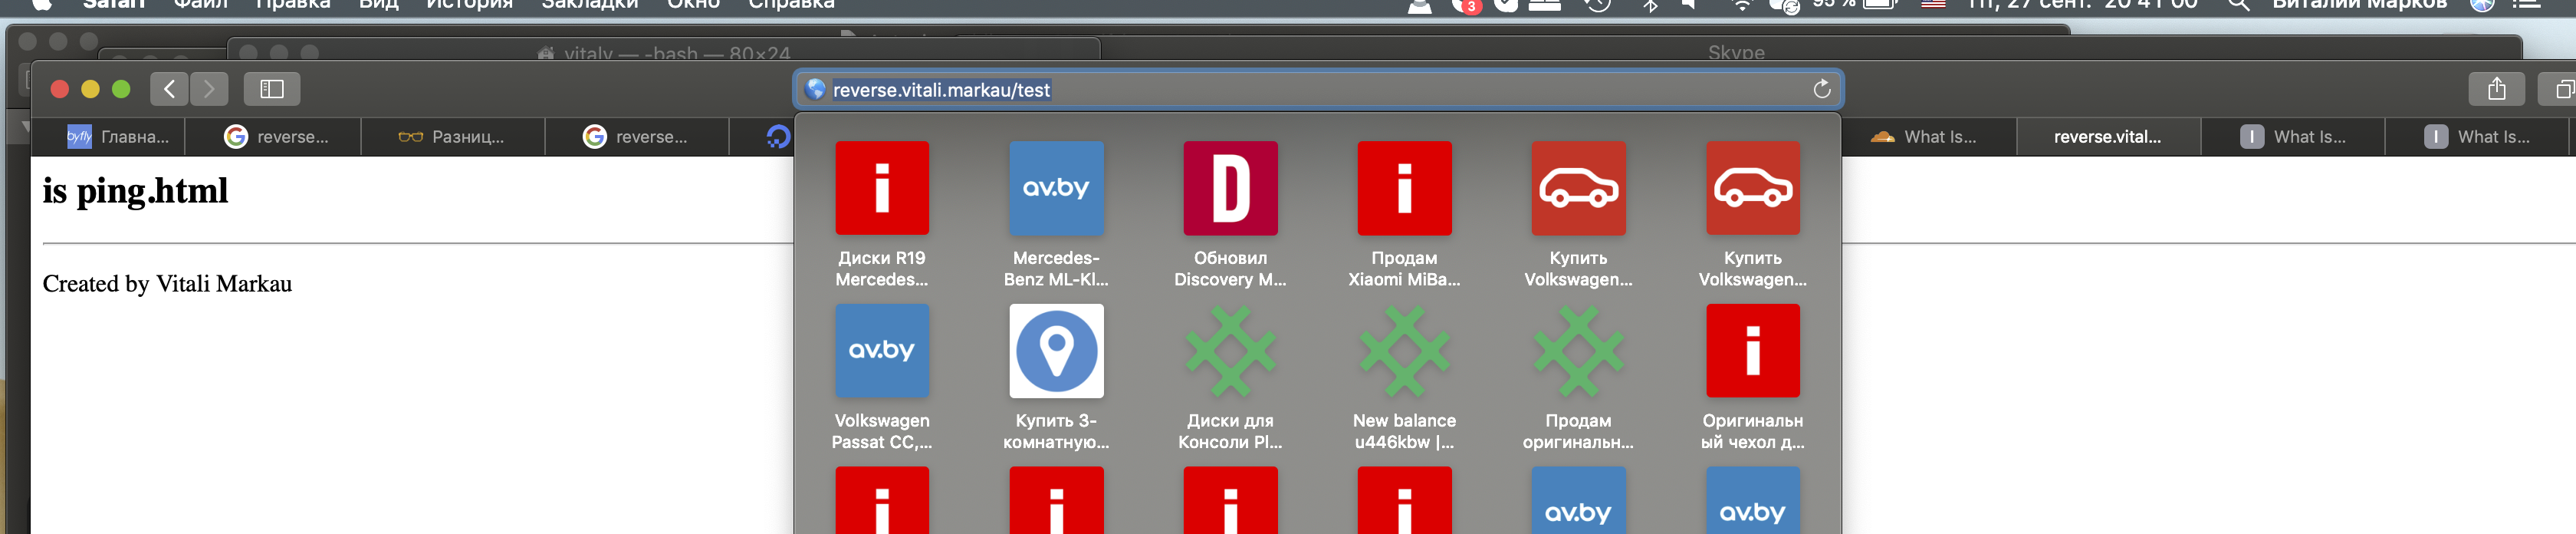 Safari Файл Правка Вид История Закладки Окно Справка 3 95 % Пт, 27 сент. 20 41 00 Виталий Марков
vitaly — -bash — 80×24
Skype
reverse.vitali.markau/test
byfly Главна... reverse... Разниц... reverse... What Is... reverse.vital... I What Is... I What Is...
is ping.html
Created by Vitali Markau
i av.by D i
Диски R19
Mercedes...
Mercedes-
Benz ML-Kl...
Обновил
Discovery M...
Продам
Xiaomi MiBa...
Купить
Volkswagen...
Купить
Volkswagen...
av.by i
Volkswagen
Passat CC,...
Купить 3-
комнатную...
Диски для
Консоли Pl...
New balance
u446kbw |...
Продам
оригинальн...
Оригинальн
ый чехол д...
i i i i av.by av.by